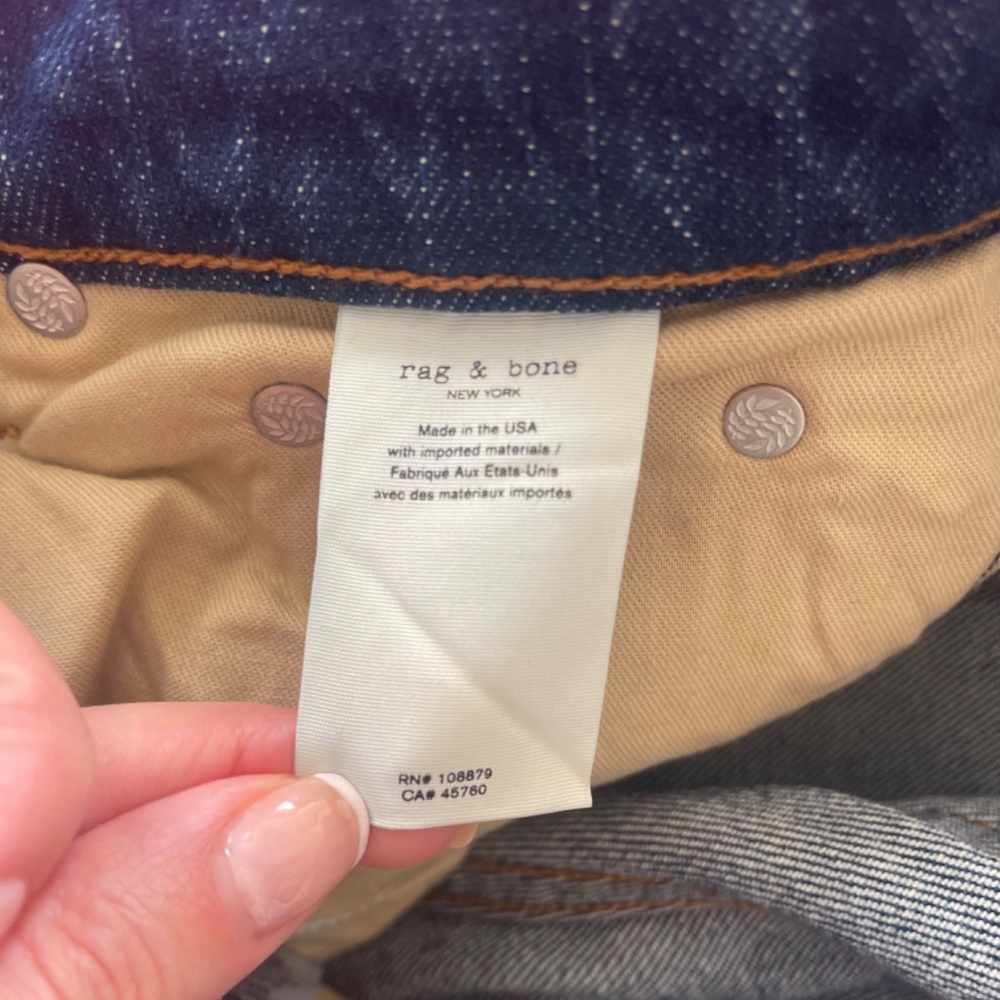 rag & bone
NEW YORK
Made in the USA
with imported materials /
Fabriqué Aux États-Unis
avec des matériaux importés
RN# 108879
CA# 45760